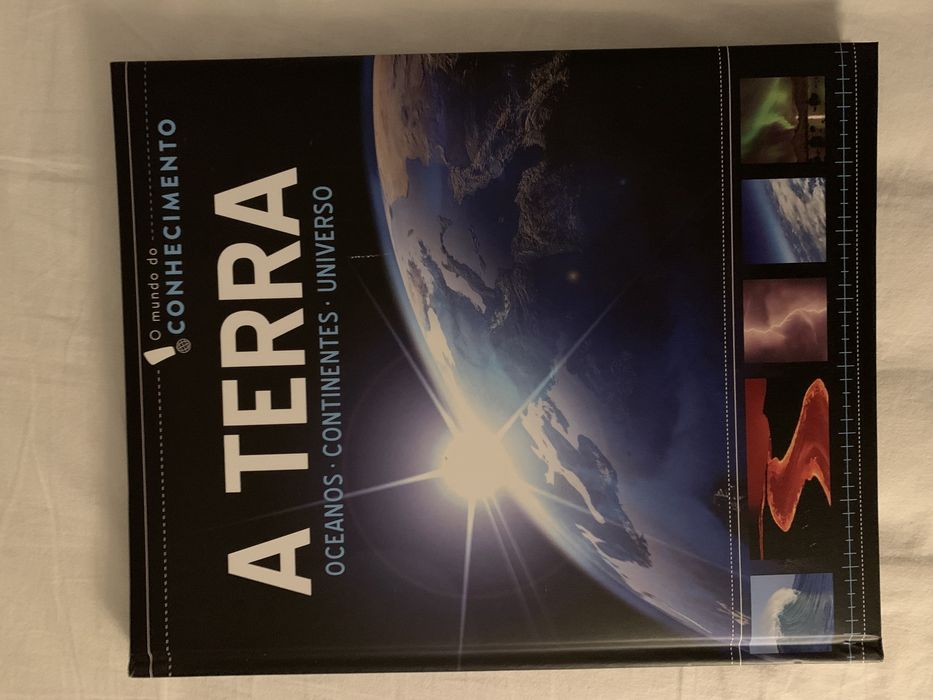 O mundo do
CONHECIMENTO
A TERRA
OCEANOS · CONTINENTES · UNIVERSO